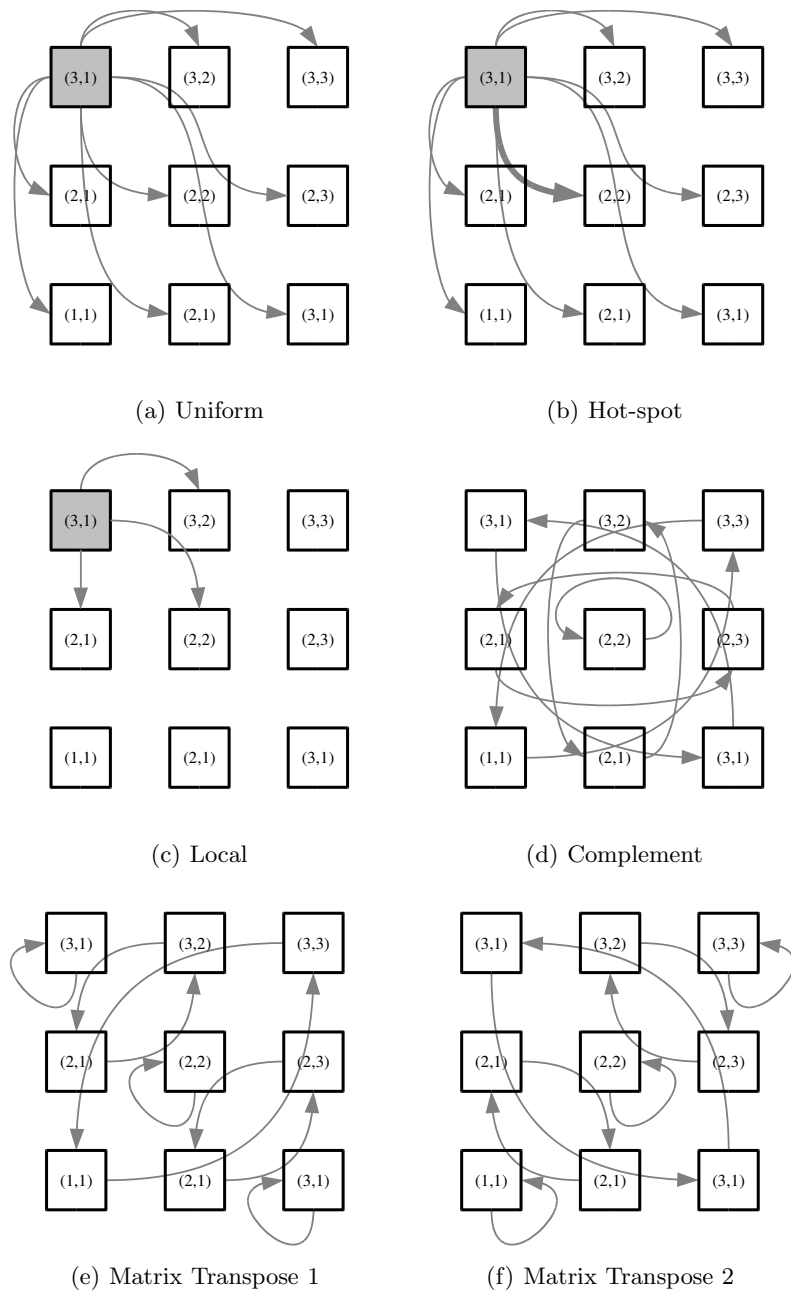 (3,1) (3,2) (3,3) (3,1) (3,2) (3,3)
(2,1) (2,2) (2,3) (2,1) (2,2) (2,3)
(1,1) (2,1) (3,1) (1,1) (2,1) (3,1)
(a) Uniform (b) Hot-spot
(3,1) (3,2) (3,3) (3,1) (3,2) (3,3)
(2,1) (2,2) (2,3) (2,1) (2,2) (2,3)
(1,1) (2,1) (3,1) (1,1) (2,1) (3,1)
(c) Local (d) Complement
(3,1) (3,2) (3,3) (3,1) (3,2) (3,3)
(2,1) (2,2) (2,3) (2,1) (2,2) (2,3)
(1,1) (2,1) (3,1) (1,1) (2,1) (3,1)
(e) Matrix Transpose 1 (f) Matrix Transpose 2